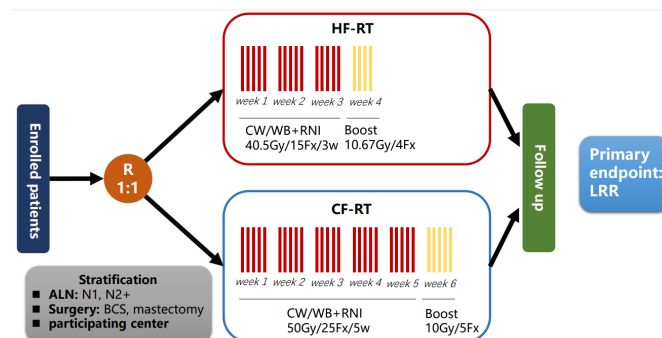 HF-RT
week 1 week 2 week 3 week 4
CW/WB+RNI Boost
40.5Gy/15Fx/3w 10.67Gy/4Fx
Enrolled patients
R
1:1
Follow up
Primary
endpoint:
LRR
CF-RT
week 1 week 2 week 3 week 4 week 5 week 6
CW/WB+RNI Boost
50Gy/25Fx/5w 10Gy/5Fx
Stratification
■ ALN: N1, N2+
■ Surgery: BCS, mastectomy
■ participating center